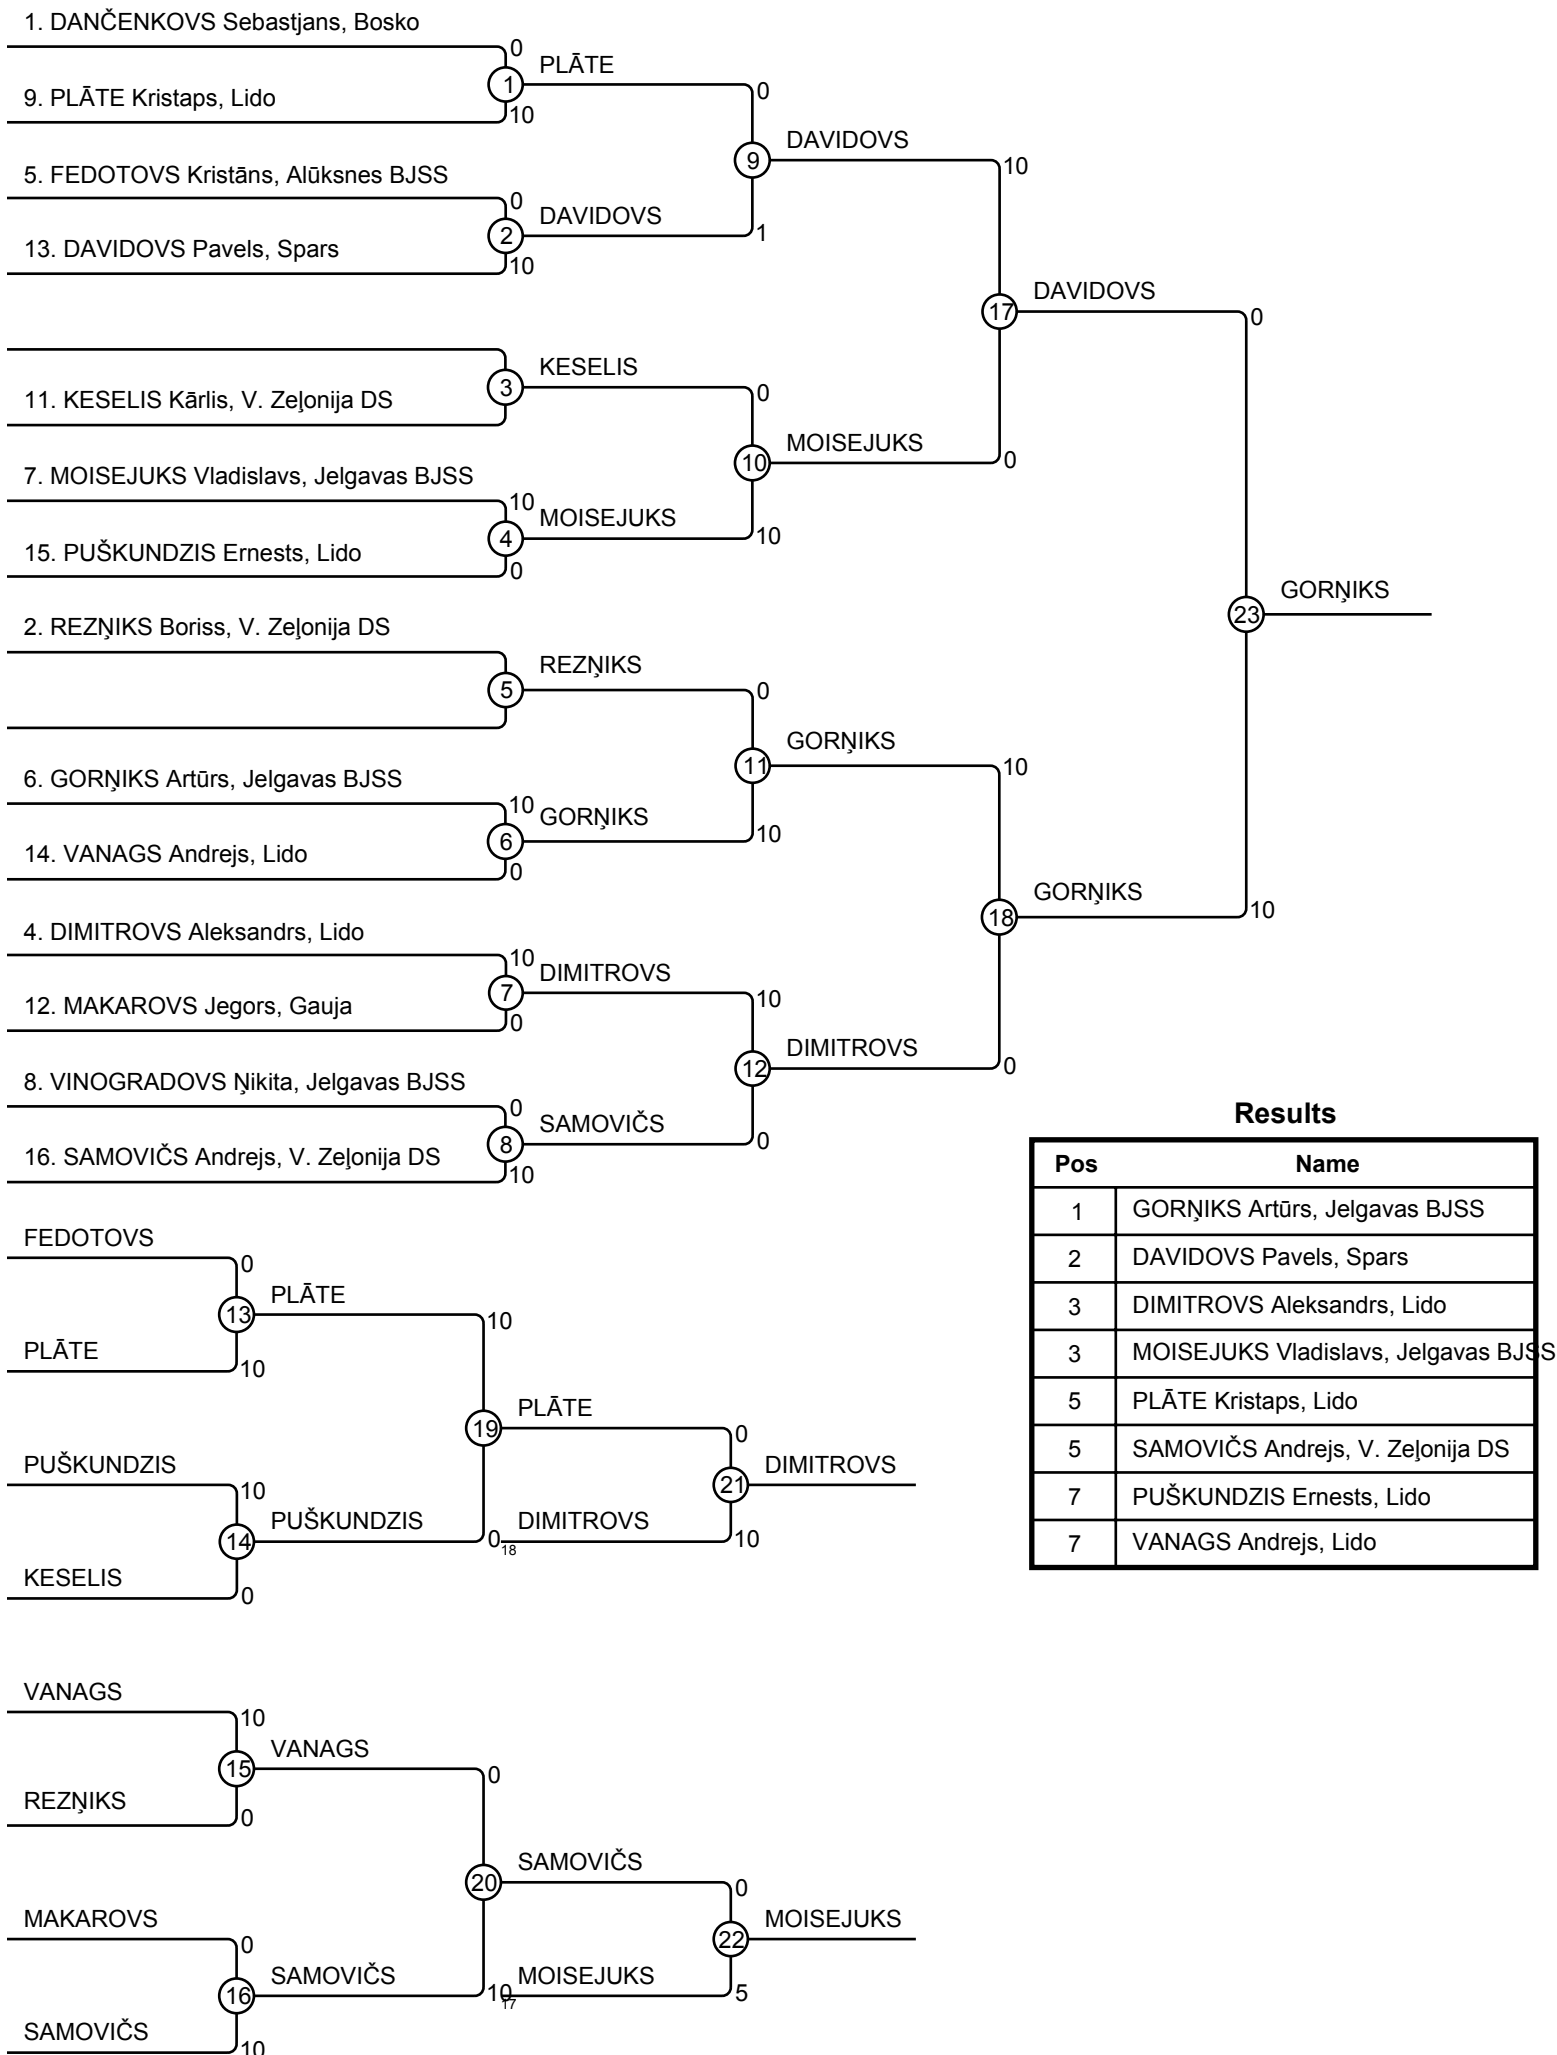 1. DANČENKOVS Sebastjans, Bosko
0
1
PLĀTE
9. PLĀTE Kristaps, Lido
10
0
9
DAVIDOVS
5. FEDOTOVS Kristāns, Alūksnes BJSS
0
2
DAVIDOVS
1
13. DAVIDOVS Pavels, Spars
10
10
17
DAVIDOVS
3
KESELIS
11. KESELIS Kārlis, V. Zeļonija DS
0
10
MOISEJUKS
0
7. MOISEJUKS Vladislavs, Jelgavas BJSS
10
4
MOISEJUKS
10
15. PUŠKUNDZIS Ernests, Lido
0
0
23
GORŅIKS
2. REZŅIKS Boriss, V. Zeļonija DS
5
REZŅIKS
0
11
GORŅIKS
6. GORŅIKS Artūrs, Jelgavas BJSS
10
6
GORŅIKS
10
14. VANAGS Andrejs, Lido
0
10
18
GORŅIKS
10
4. DIMITROVS Aleksandrs, Lido
10
7
DIMITROVS
12. MAKAROVS Jegors, Gauja
0
10
12
DIMITROVS
0
8. VINOGRADOVS Ņikita, Jelgavas BJSS
0
8
SAMOVIČS
0
16. SAMOVIČS Andrejs, V. Zeļonija DS
10
Results
Pos Name
1 GORŅIKS Artūrs, Jelgavas BJSS
2 DAVIDOVS Pavels, Spars
3 DIMITROVS Aleksandrs, Lido
3 MOISEJUKS Vladislavs, Jelgavas BJSS
5 PLĀTE Kristaps, Lido
5 SAMOVIČS Andrejs, V. Zeļonija DS
7 PUŠKUNDZIS Ernests, Lido
7 VANAGS Andrejs, Lido
FEDOTOVS
0
13
PLĀTE
PLĀTE
10
10
19
PLĀTE
0
PUŠKUNDZIS
10
14
PUŠKUNDZIS
0
KESELIS
0
18
DIMITROVS
10
21
DIMITROVS
VANAGS
10
15
VANAGS
REZŅIKS
0
0
20
SAMOVIČS
0
MAKAROVS
0
16
SAMOVIČS
10
SAMOVIČS
10
17
MOISEJUKS
5
22
MOISEJUKS